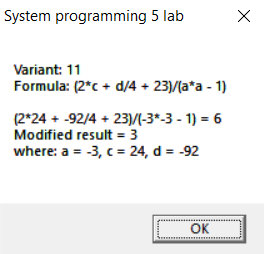 System programming 5 lab
Variant: 11
Formula: (2*c + d/4 + 23)/(a*a - 1)
(2*24 + -92/4 + 23)/(-3*-3 - 1) = 6
Modified result = 3
where: a = -3, c = 24, d = -92
OK